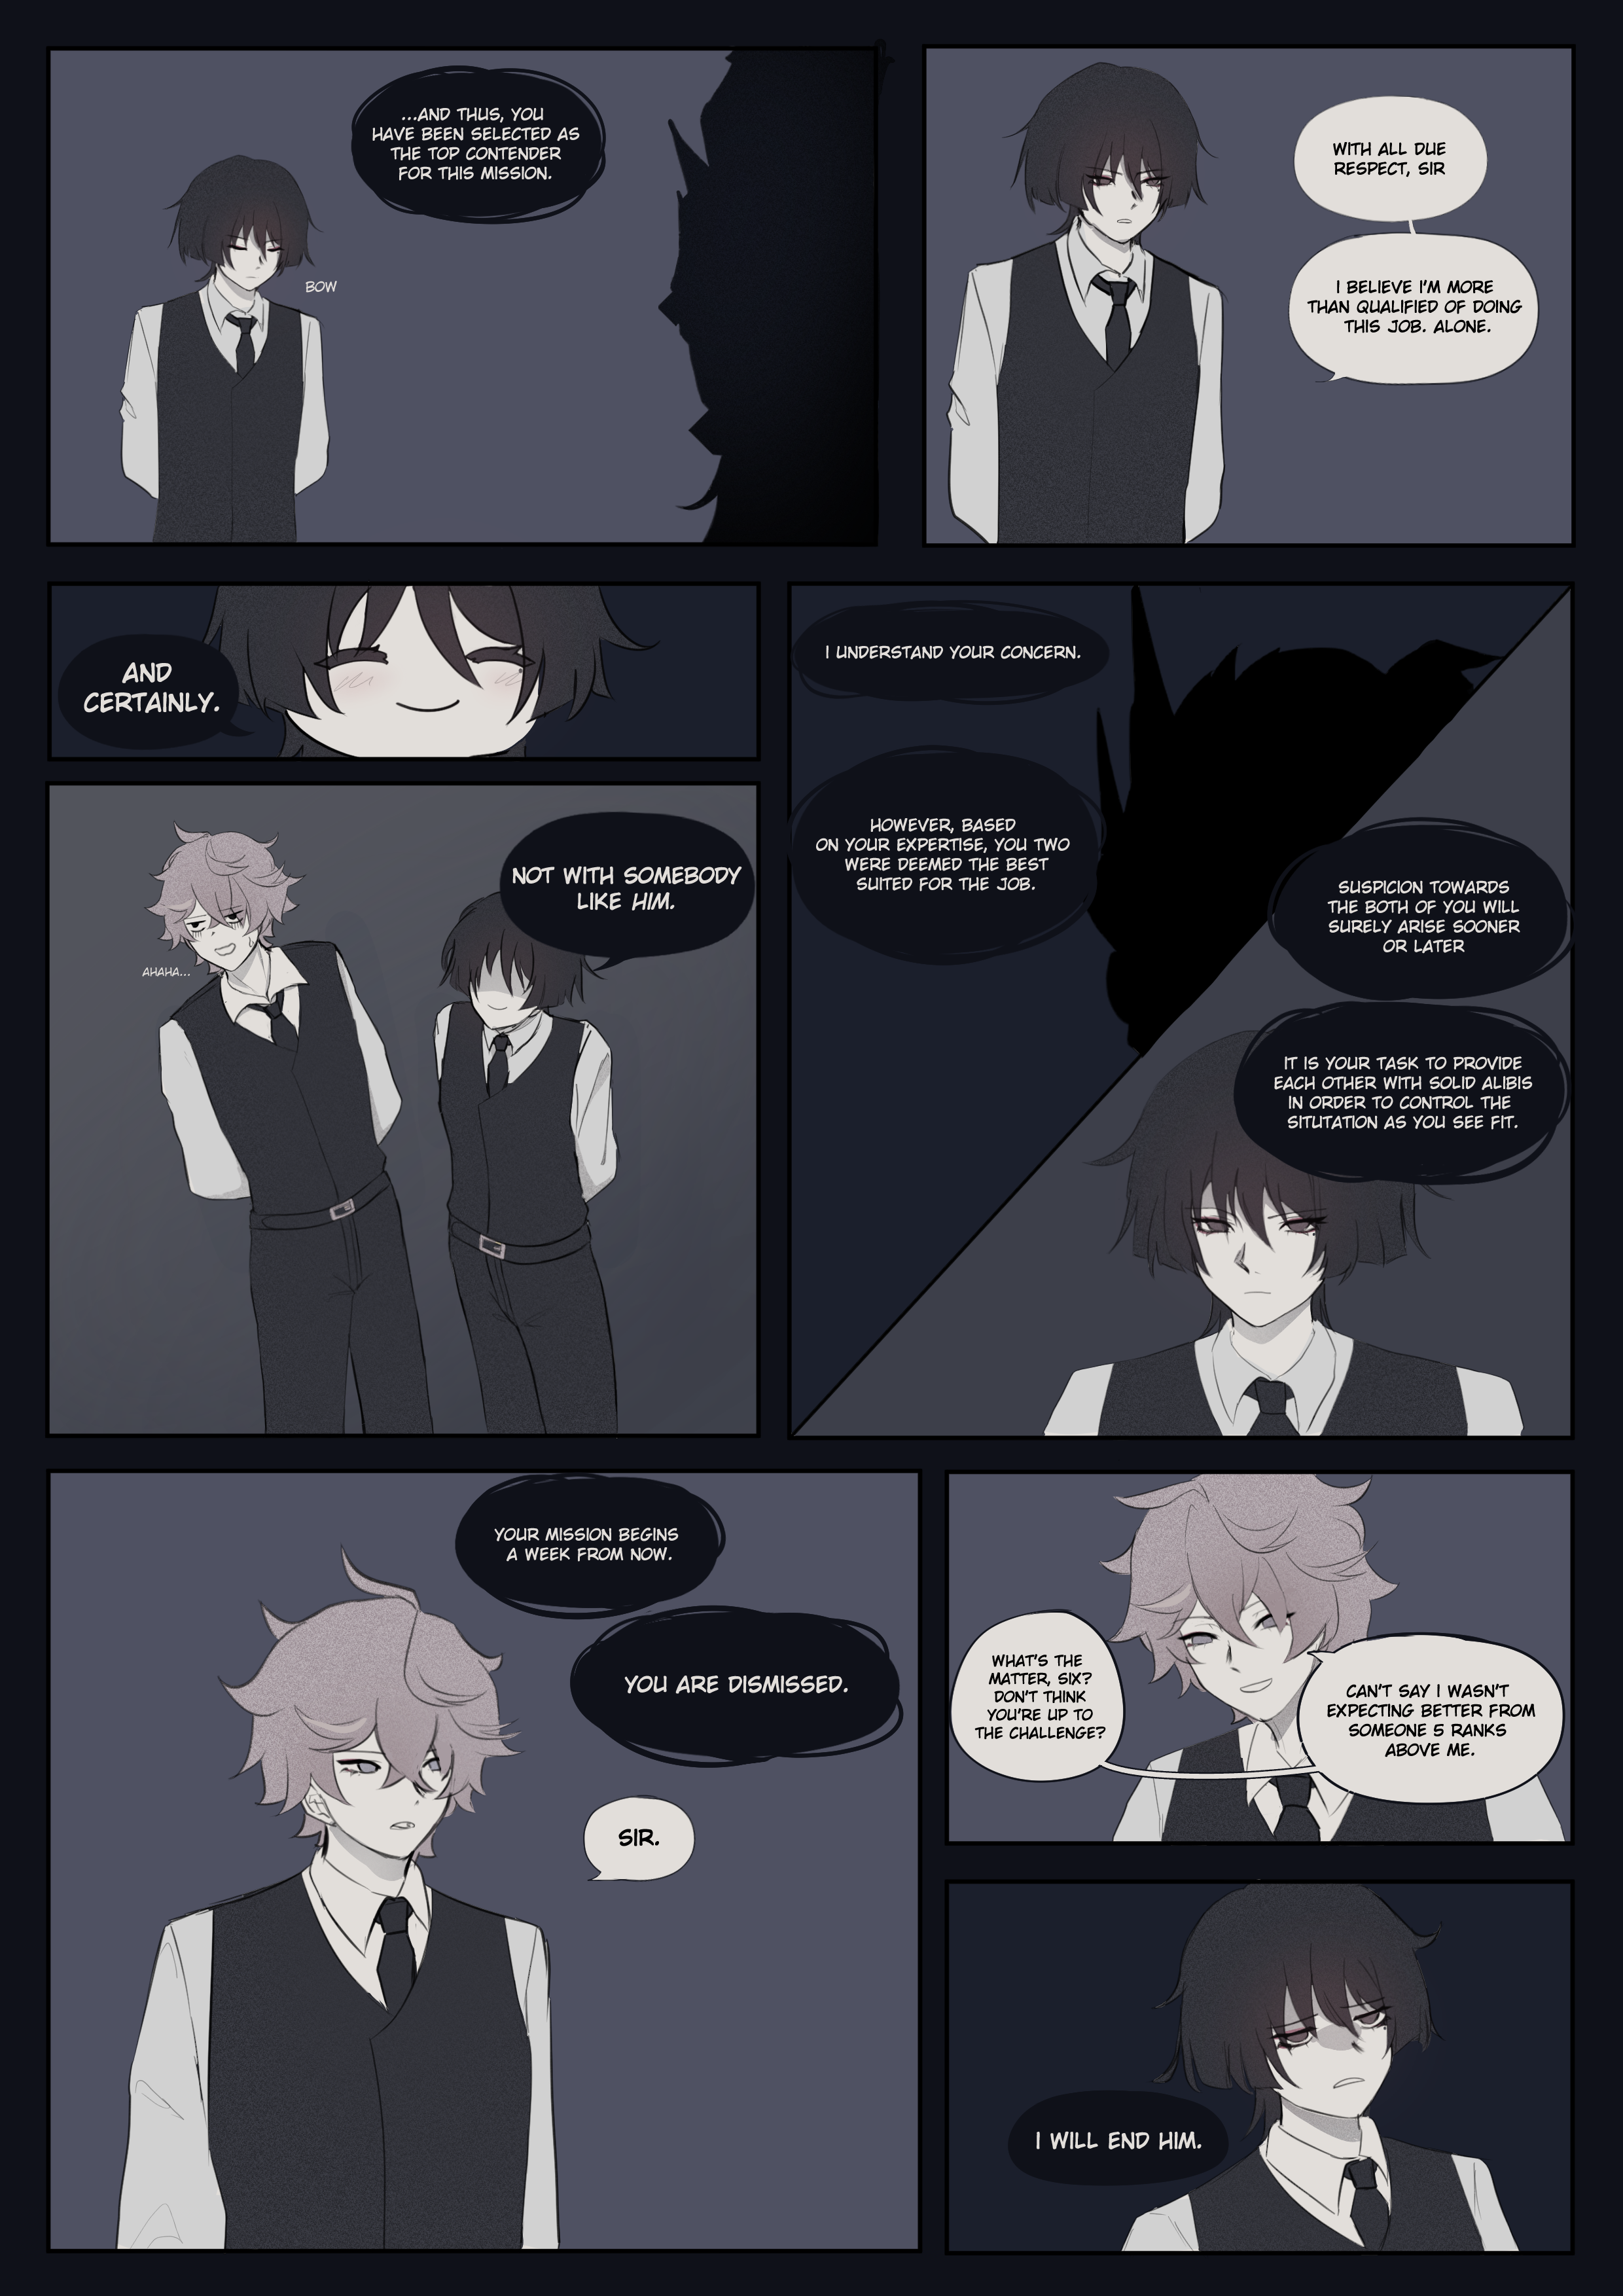 ...AND THUS, YOU
HAVE BEEN SELECTED AS
THE TOP CONTENDER
FOR THIS MISSION.
BOW
WITH ALL DUE
RESPECT, SIR
I BELIEVE I'M MORE
THAN QUALIFIED OF DOING
THIS JOB. ALONE.
AND
CERTAINLY.
NOT WITH SOMEBODY
LIKE HIM.
AHAHA...
I UNDERSTAND YOUR CONCERN.
HOWEVER, BASED
ON YOUR EXPERTISE, YOU TWO
WERE DEEMED THE BEST
SUITED FOR THE JOB.
SUSPICION TOWARDS
THE BOTH OF YOU WILL
SURELY ARISE SOONER
OR LATER
IT IS YOUR TASK TO PROVIDE
EACH OTHER WITH SOLID ALIBIS
IN ORDER TO CONTROL THE
SITUTATION AS YOU SEE FIT.
YOUR MISSION BEGINS
A WEEK FROM NOW.
YOU ARE DISMISSED.
SIR.
WHAT'S THE
MATTER, SIX?
DON'T THINK
YOU'RE UP TO
THE CHALLENGE?
CAN'T SAY I WASN'T
EXPECTING BETTER FROM
SOMEONE 5 RANKS
ABOVE ME.
I WILL END HIM.